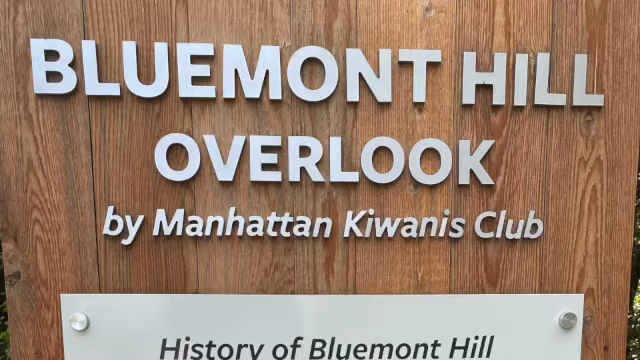 BLUEMONT HILL
OVERLOOK
by Manhattan Kiwanis Club
History of Bluemont Hill